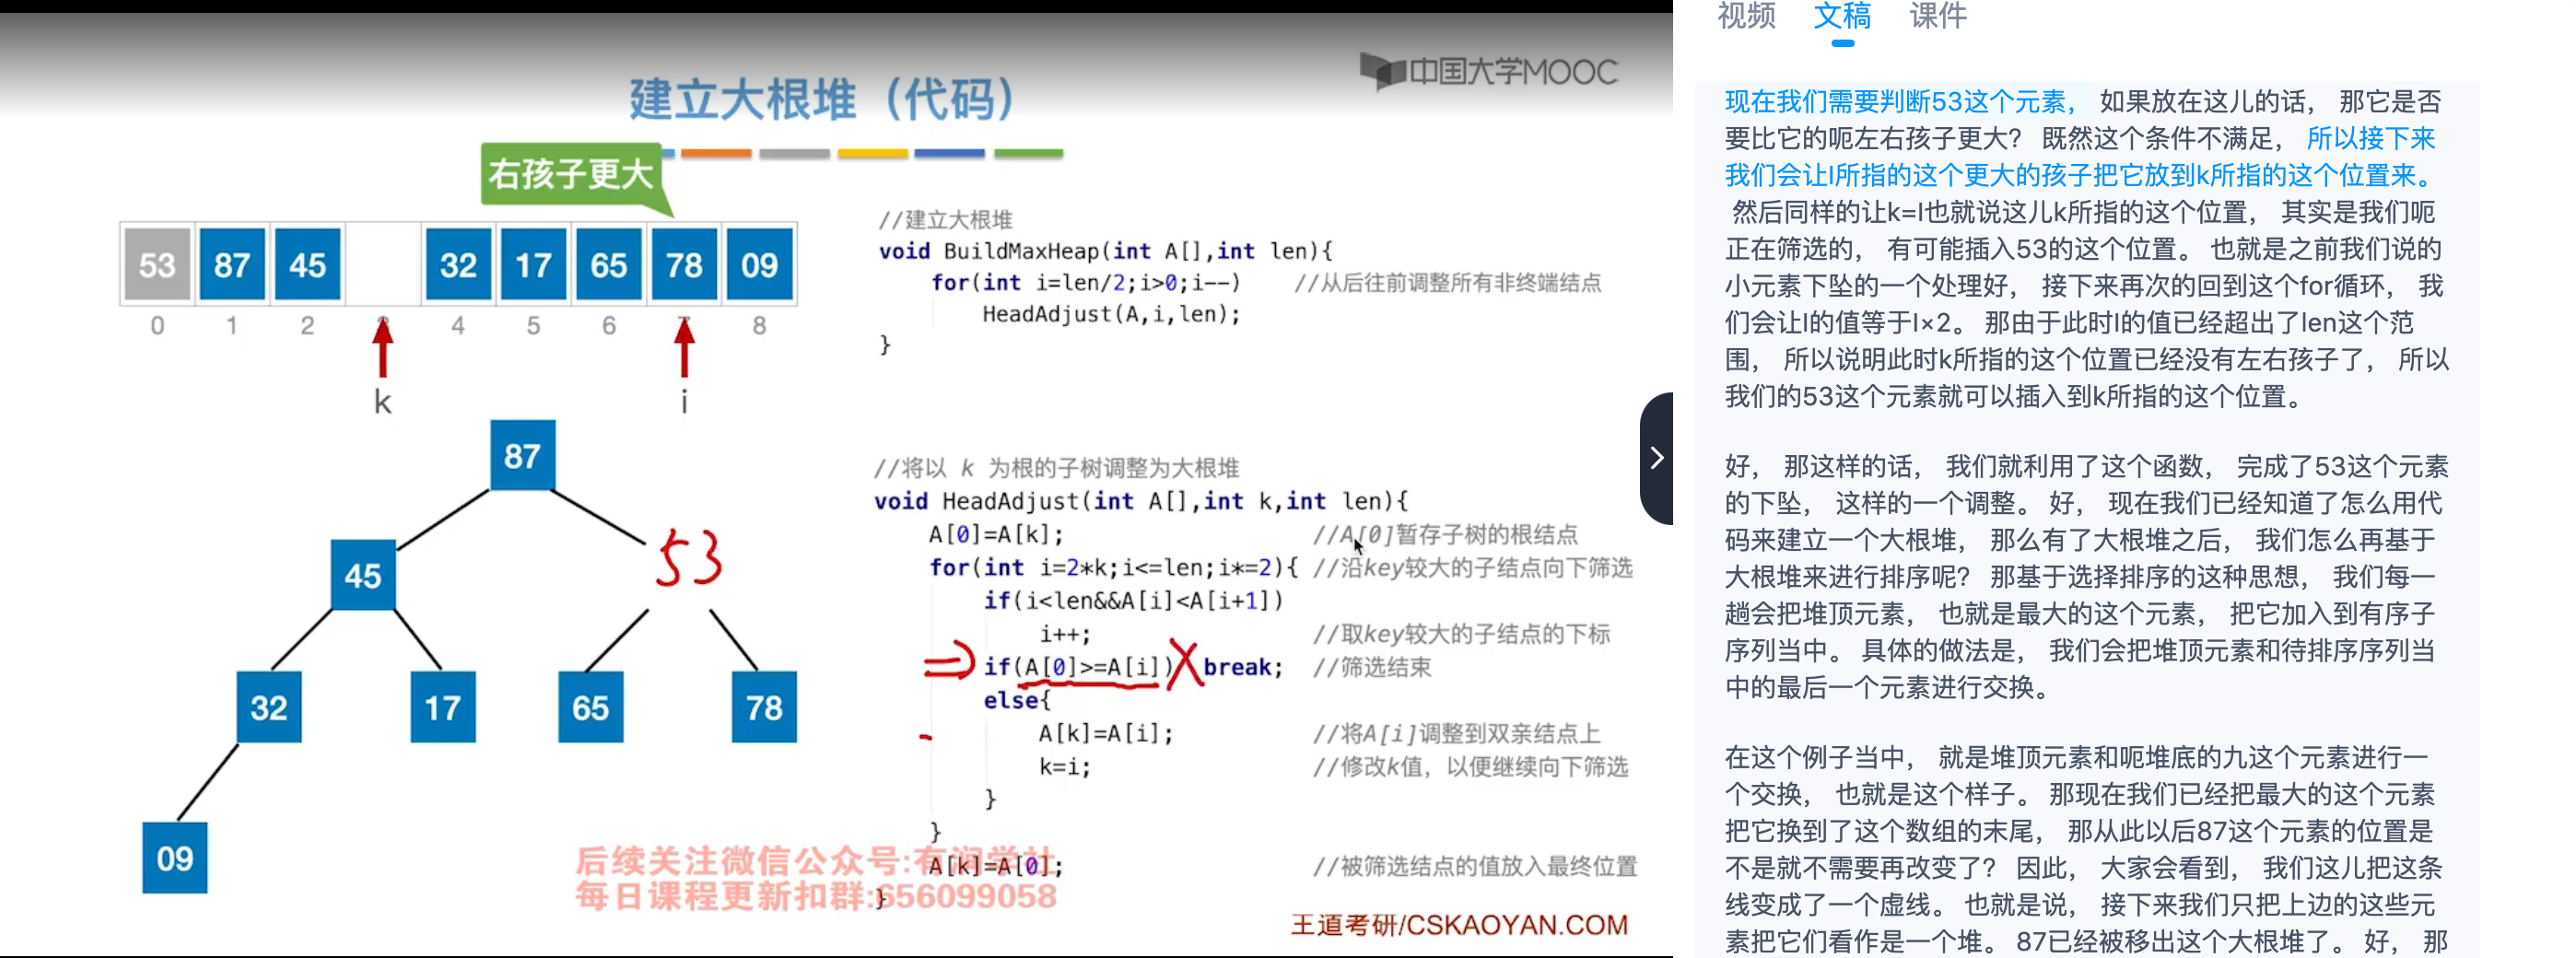 中国大学MOOC
建立大根堆（代码）
右孩子更大
53 87 45 32 17 65 78 09
0 1 2 4 5 6 8
k i
87
45 53
32 17 65 78
09
//建立大根堆
void BuildMaxHeap(int A[],int len){
for(int i=len/2;i>0;i--) //从后往前调整所有非终端结点
HeadAdjust(A,i,len);
}
//将以 k 为根的子树调整为大根堆
void HeadAdjust(int A[],int k,int len){
A[0]=A[k]; //A[0]暂存子树的根结点
for(int i=2*k;i<=len;i*=2){ //沿key较大的子结点向下筛选
if(i<len&&A[i]<A[i+1])
i++; //取key较大的子结点的下标
if(A[0]>=A[i]) break; //筛选结束
else{
A[k]=A[i]; //将A[i]调整到双亲结点上
k=i; //修改k值，以便继续向下筛选
}
}
A[k]=A[0]; //被筛选结点的值放入最终位置
}
后续关注微信公众号:有润学社
每日课程更新扣群:656099058
王道考研/CSKAOYAN.COM
视频 文稿 课件
现在我们需要判断53这个元素， 如果放在这儿的话， 那它是否
要比它的呃左右孩子更大？ 既然这个条件不满足， 所以接下来
我们会让I所指的这个更大的孩子把它放到k所指的这个位置来。
然后同样的让k=I也就说这儿k所指的这个位置， 其实是我们呃
正在筛选的， 有可能插入53的这个位置。 也就是之前我们说的
小元素下坠的一个处理好， 接下来再次的回到这个for循环， 我
们会让I的值等于I×2。 那由于此时I的值已经超出了len这个范
围， 所以说明此时k所指的这个位置已经没有左右孩子了， 所以
我们的53这个元素就可以插入到k所指的这个位置。
好， 那这样的话， 我们就利用了这个函数， 完成了53这个元素
的下坠， 这样的一个调整。 好， 现在我们已经知道了怎么用代
码来建立一个大根堆， 那么有了大根堆之后， 我们怎么再基于
大根堆来进行排序呢？ 那基于选择排序的这种思想， 我们每一
趟会把堆顶元素， 也就是最大的这个元素， 把它加入到有序子
序列当中。 具体的做法是， 我们会把堆顶元素和待排序序列当
中的最后一个元素进行交换。
在这个例子当中， 就是堆顶元素和呃堆底的九这个元素进行一
个交换， 也就是这个样子。 那现在我们已经把最大的这个元素
把它换到了这个数组的末尾， 那从此以后87这个元素的位置是
不是就不需要再改变了？ 因此， 大家会看到， 我们这儿把这条
线变成了一个虚线。 也就是说， 接下来我们只把上边的这些元
素把它们看作是一个堆。 87已经被移出这个大根堆了。 好， 那